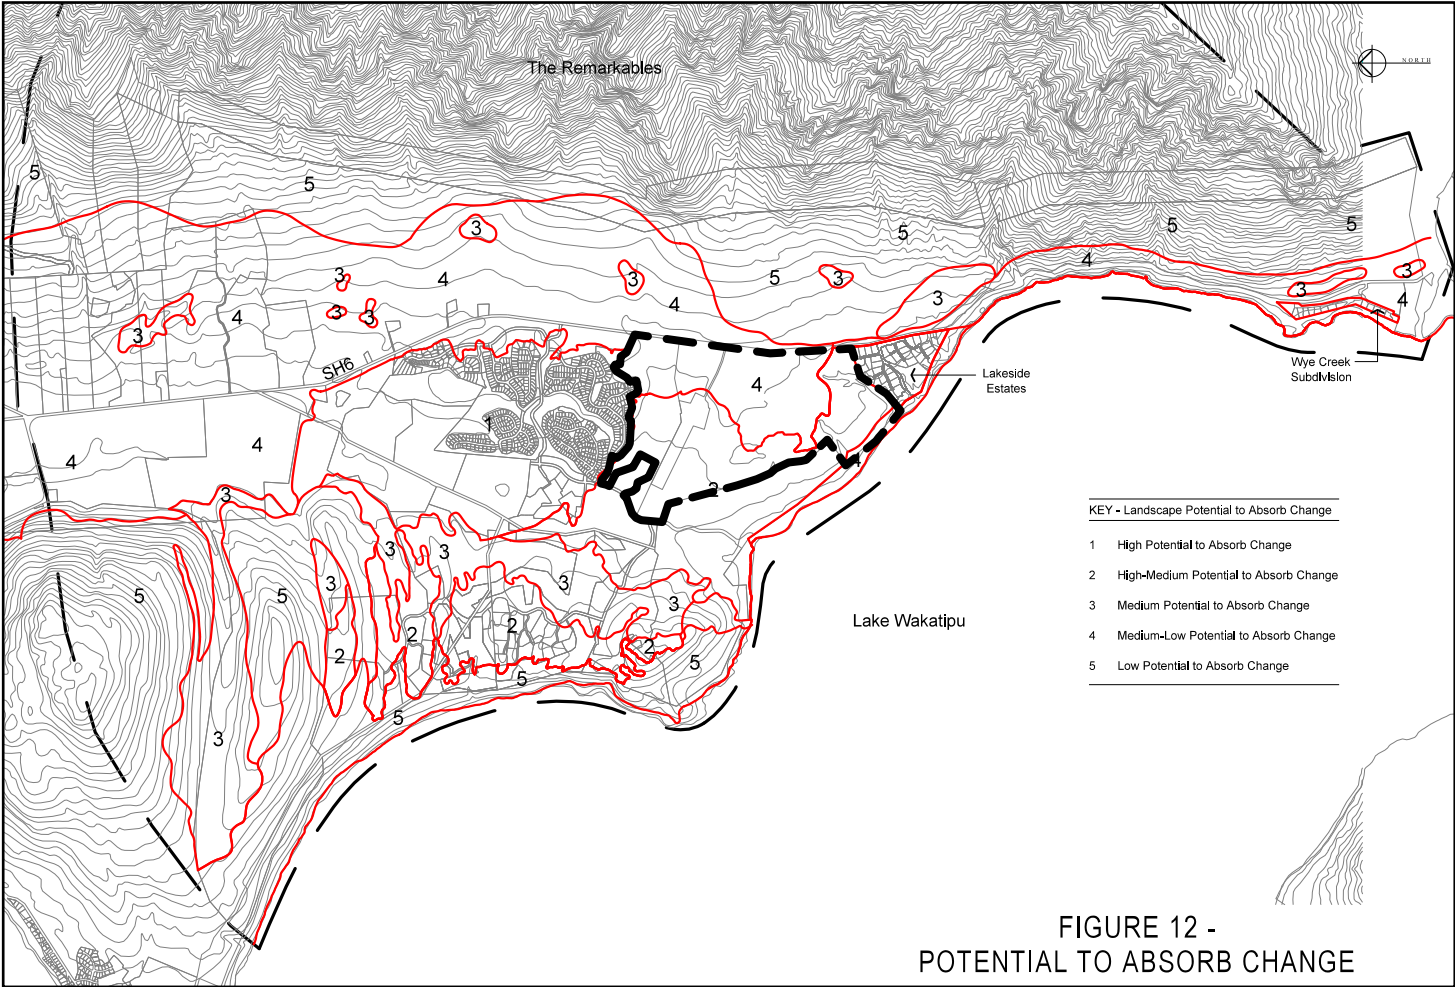 The Remarkables
NORTH
5
5
3
5
5
5
4
3
4
3
5
3
3
3
4
3
3
4
4
3
3
4
SH6
Wye Creek
Subdivision
Lakeside
Estates
4
1
4
4
4
2
3
KEY - Landscape Potential to Absorb Change
1 High Potential to Absorb Change
2 High-Medium Potential to Absorb Change
3 Medium Potential to Absorb Change
4 Medium-Low Potential to Absorb Change
5 Low Potential to Absorb Change
3
3
5
5
3
3
3
Lake Wakatipu
2
2
2
2
5
5
5
3
FIGURE 12 -
POTENTIAL TO ABSORB CHANGE